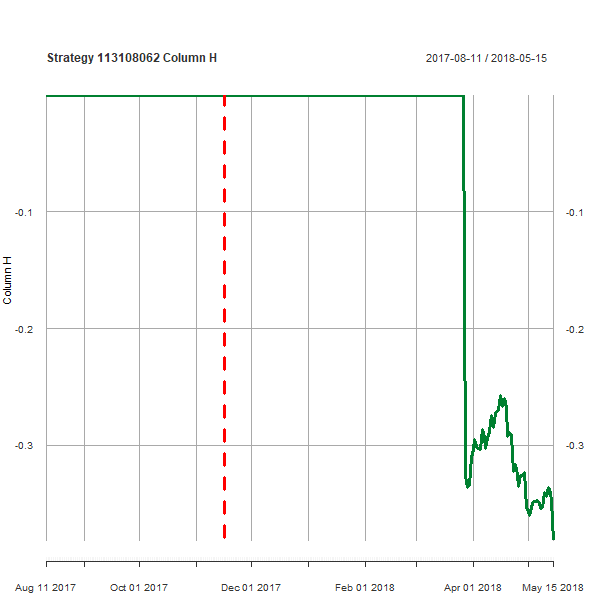 Strategy 113108062 Column H
2017-08-11 / 2018-05-15
-0.1
-0.1
-0.2
-0.2
-0.3
-0.3
Column H
Aug 11 2017
Oct 01 2017
Dec 01 2017
Feb 01 2018
Apr 01 2018
May 15 2018